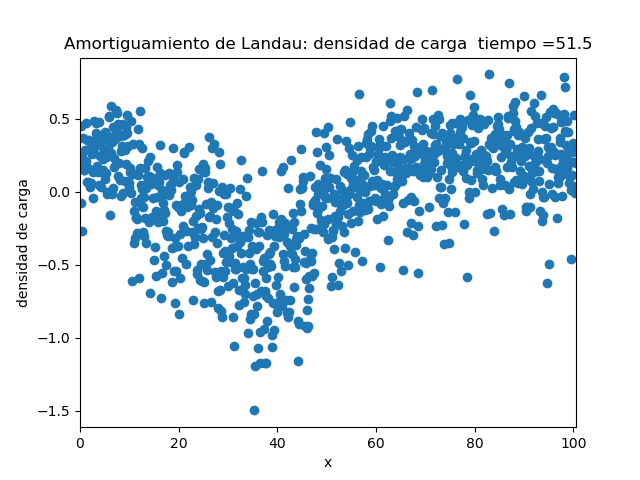 Amortiguamiento de Landau: densidad de carga  tiempo =51.5
densidad de carga
0.5
0.0
−0.5
−1.0
−1.5
0 20 40 60 80 100
x